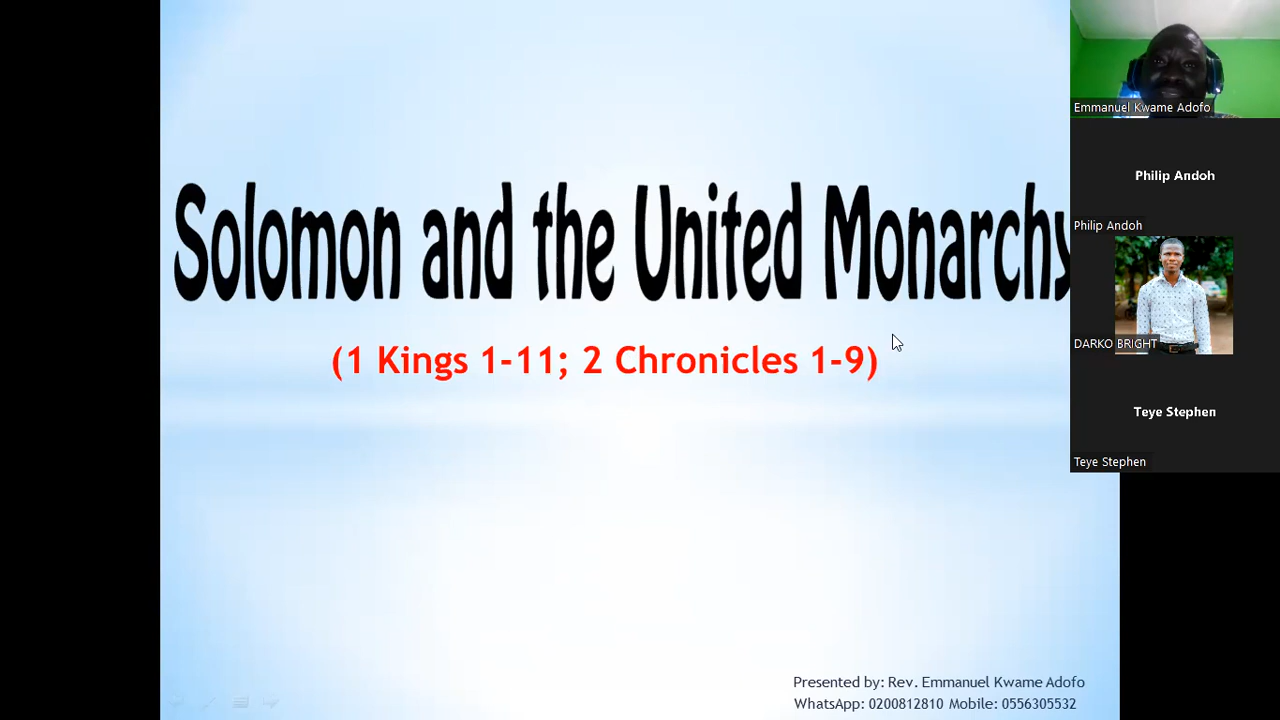 Solomon and the United Monarchy
(1 Kings 1-11; 2 Chronicles 1-9)
Presented by: Rev. Emmanuel Kwame Adofo
WhatsApp: 0200812810 Mobile: 0556305532
Emmanuel Kwame Adofo
Philip Andoh
Philip Andoh
DARKO BRIGHT
Teye Stephen
Teye Stephen